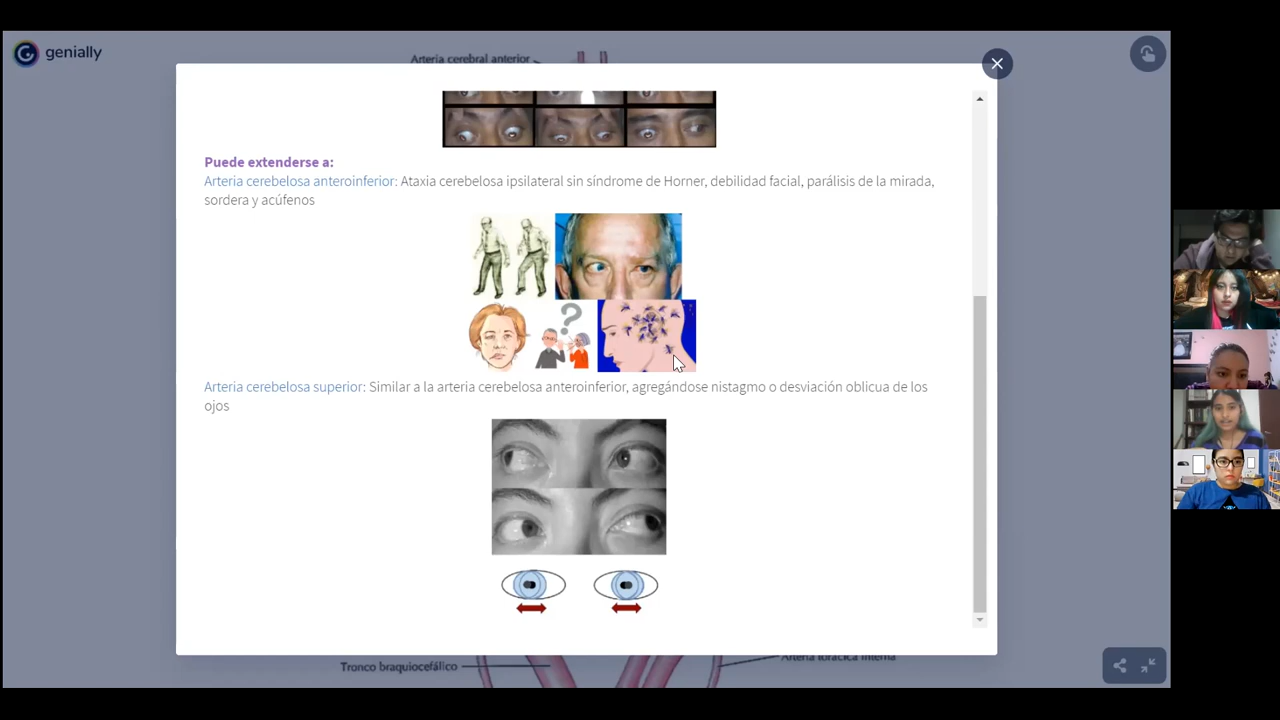 genially
Arteria cerebral anterior
Puede extenderse a:
Arteria cerebelosa anteroinferior: Ataxia cerebelosa ipsilateral sin síndrome de Horner, debilidad facial, parálisis de la mirada,
sordera y acúfenos
?
Arteria cerebelosa superior: Similar a la arteria cerebelosa anteroinferior, agregándose nistagmo o desviación oblicua de los
ojos
Tronco braquiocefálico
Arteria torácica interna